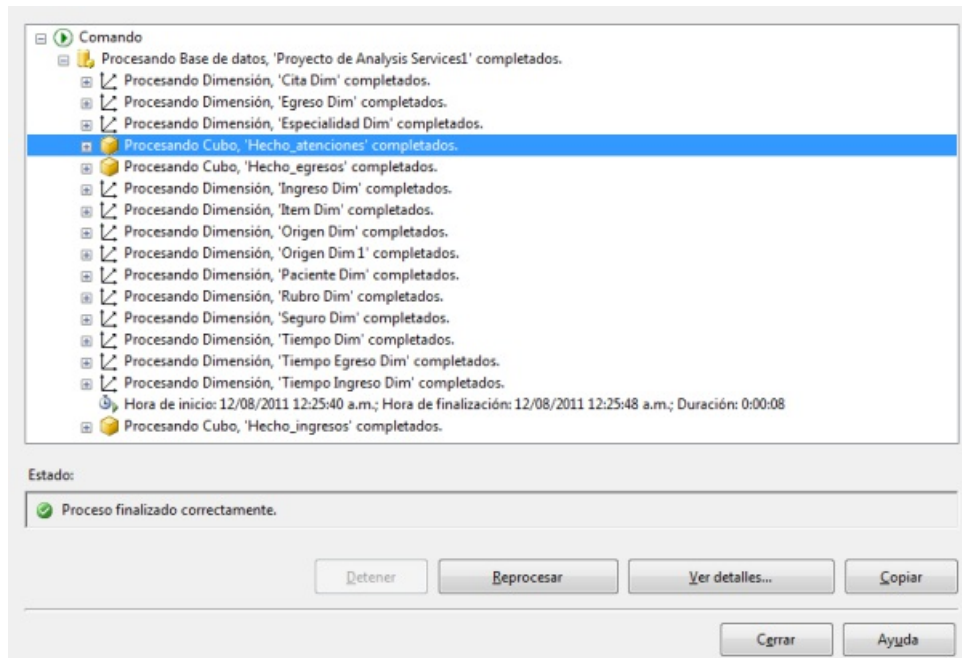 Comando
Procesando Base de datos, 'Proyecto de Analysis Services1' completados.
Procesando Dimensión, 'Cita Dim' completados.
Procesando Dimensión, 'Egreso Dim' completados.
Procesando Dimensión, 'Especialidad Dim' completados.
Procesando Cubo, 'Hecho_atenciones' completados.
Procesando Cubo, 'Hecho_egresos' completados.
Procesando Dimensión, 'Ingreso Dim' completados.
Procesando Dimensión, 'Item Dim' completados.
Procesando Dimensión, 'Origen Dim' completados.
Procesando Dimensión, 'Origen Dim 1' completados.
Procesando Dimensión, 'Paciente Dim' completados.
Procesando Dimensión, 'Rubro Dim' completados.
Procesando Dimensión, 'Seguro Dim' completados.
Procesando Dimensión, 'Tiempo Dim' completados.
Procesando Dimensión, 'Tiempo Egreso Dim' completados.
Procesando Dimensión, 'Tiempo Ingreso Dim' completados.
Hora de inicio: 12/08/2011 12:25:40 a.m.; Hora de finalización: 12/08/2011 12:25:48 a.m.; Duración: 0:00:08
Procesando Cubo, 'Hecho_ingresos' completados.
Estado:
Proceso finalizado correctamente.
Detener Reprocesar Ver detalles... Copiar
Cerrar Ayuda